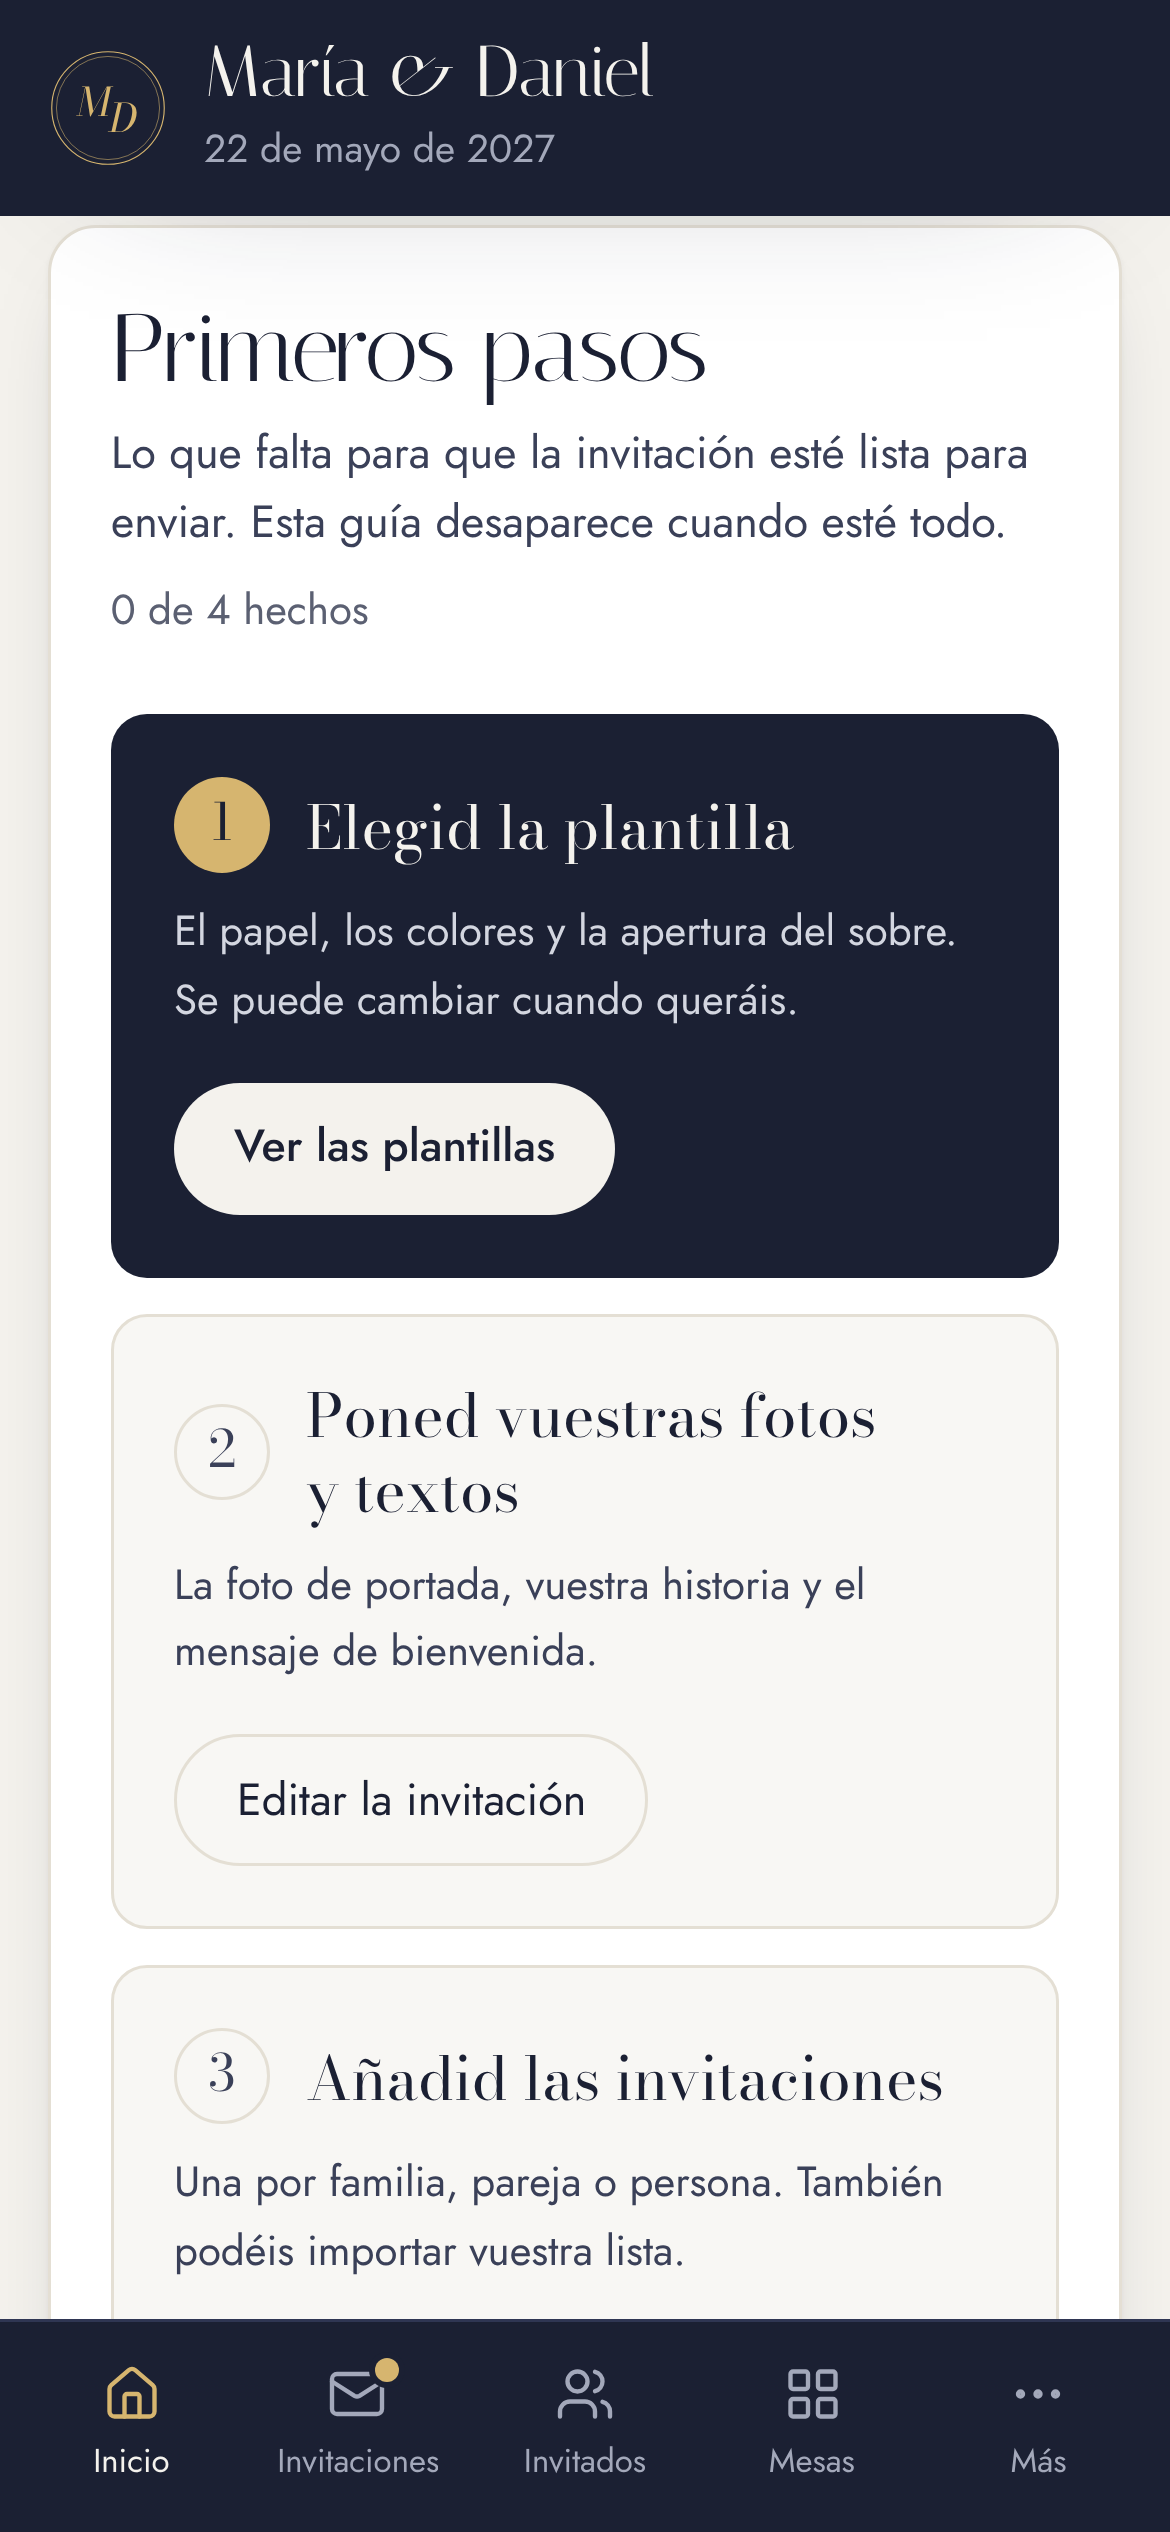 MD
María & Daniel
22 de mayo de 2027
Primeros pasos
Lo que falta para que la invitación esté lista para
enviar. Esta guía desaparece cuando esté todo.
0 de 4 hechos
1
Elegid la plantilla
El papel, los colores y la apertura del sobre.
Se puede cambiar cuando queráis.
Ver las plantillas
2
Poned vuestras fotos
y textos
La foto de portada, vuestra historia y el
mensaje de bienvenida.
Editar la invitación
3
Añadid las invitaciones
Una por familia, pareja o persona. También
podéis importar vuestra lista.
Inicio
Invitaciones
Invitados
Mesas
Más